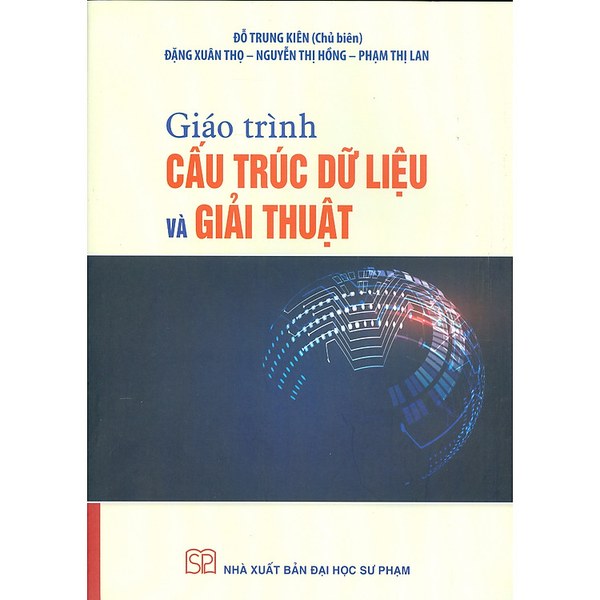 ĐỖ TRUNG KIÊN (Chủ biên)
ĐẶNG XUÂN THỌ – NGUYỄN THỊ HỒNG – PHẠM THỊ LAN
Giáo trình
CẤU TRÚC DỮ LIỆU
VÀ GIẢI THUẬT
SP
NHÀ XUẤT BẢN ĐẠI HỌC SƯ PHẠM